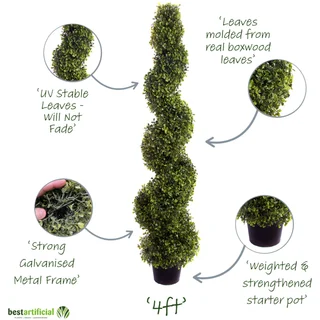 'Leaves
molded from
real boxwood
leaves'
'UV Stable
Leaves -
Will Not
Fade'
'Strong
Galvanised
Metal Frame'
'Weighted &
strengthened
starter pot'
'4ft'
bestartificial